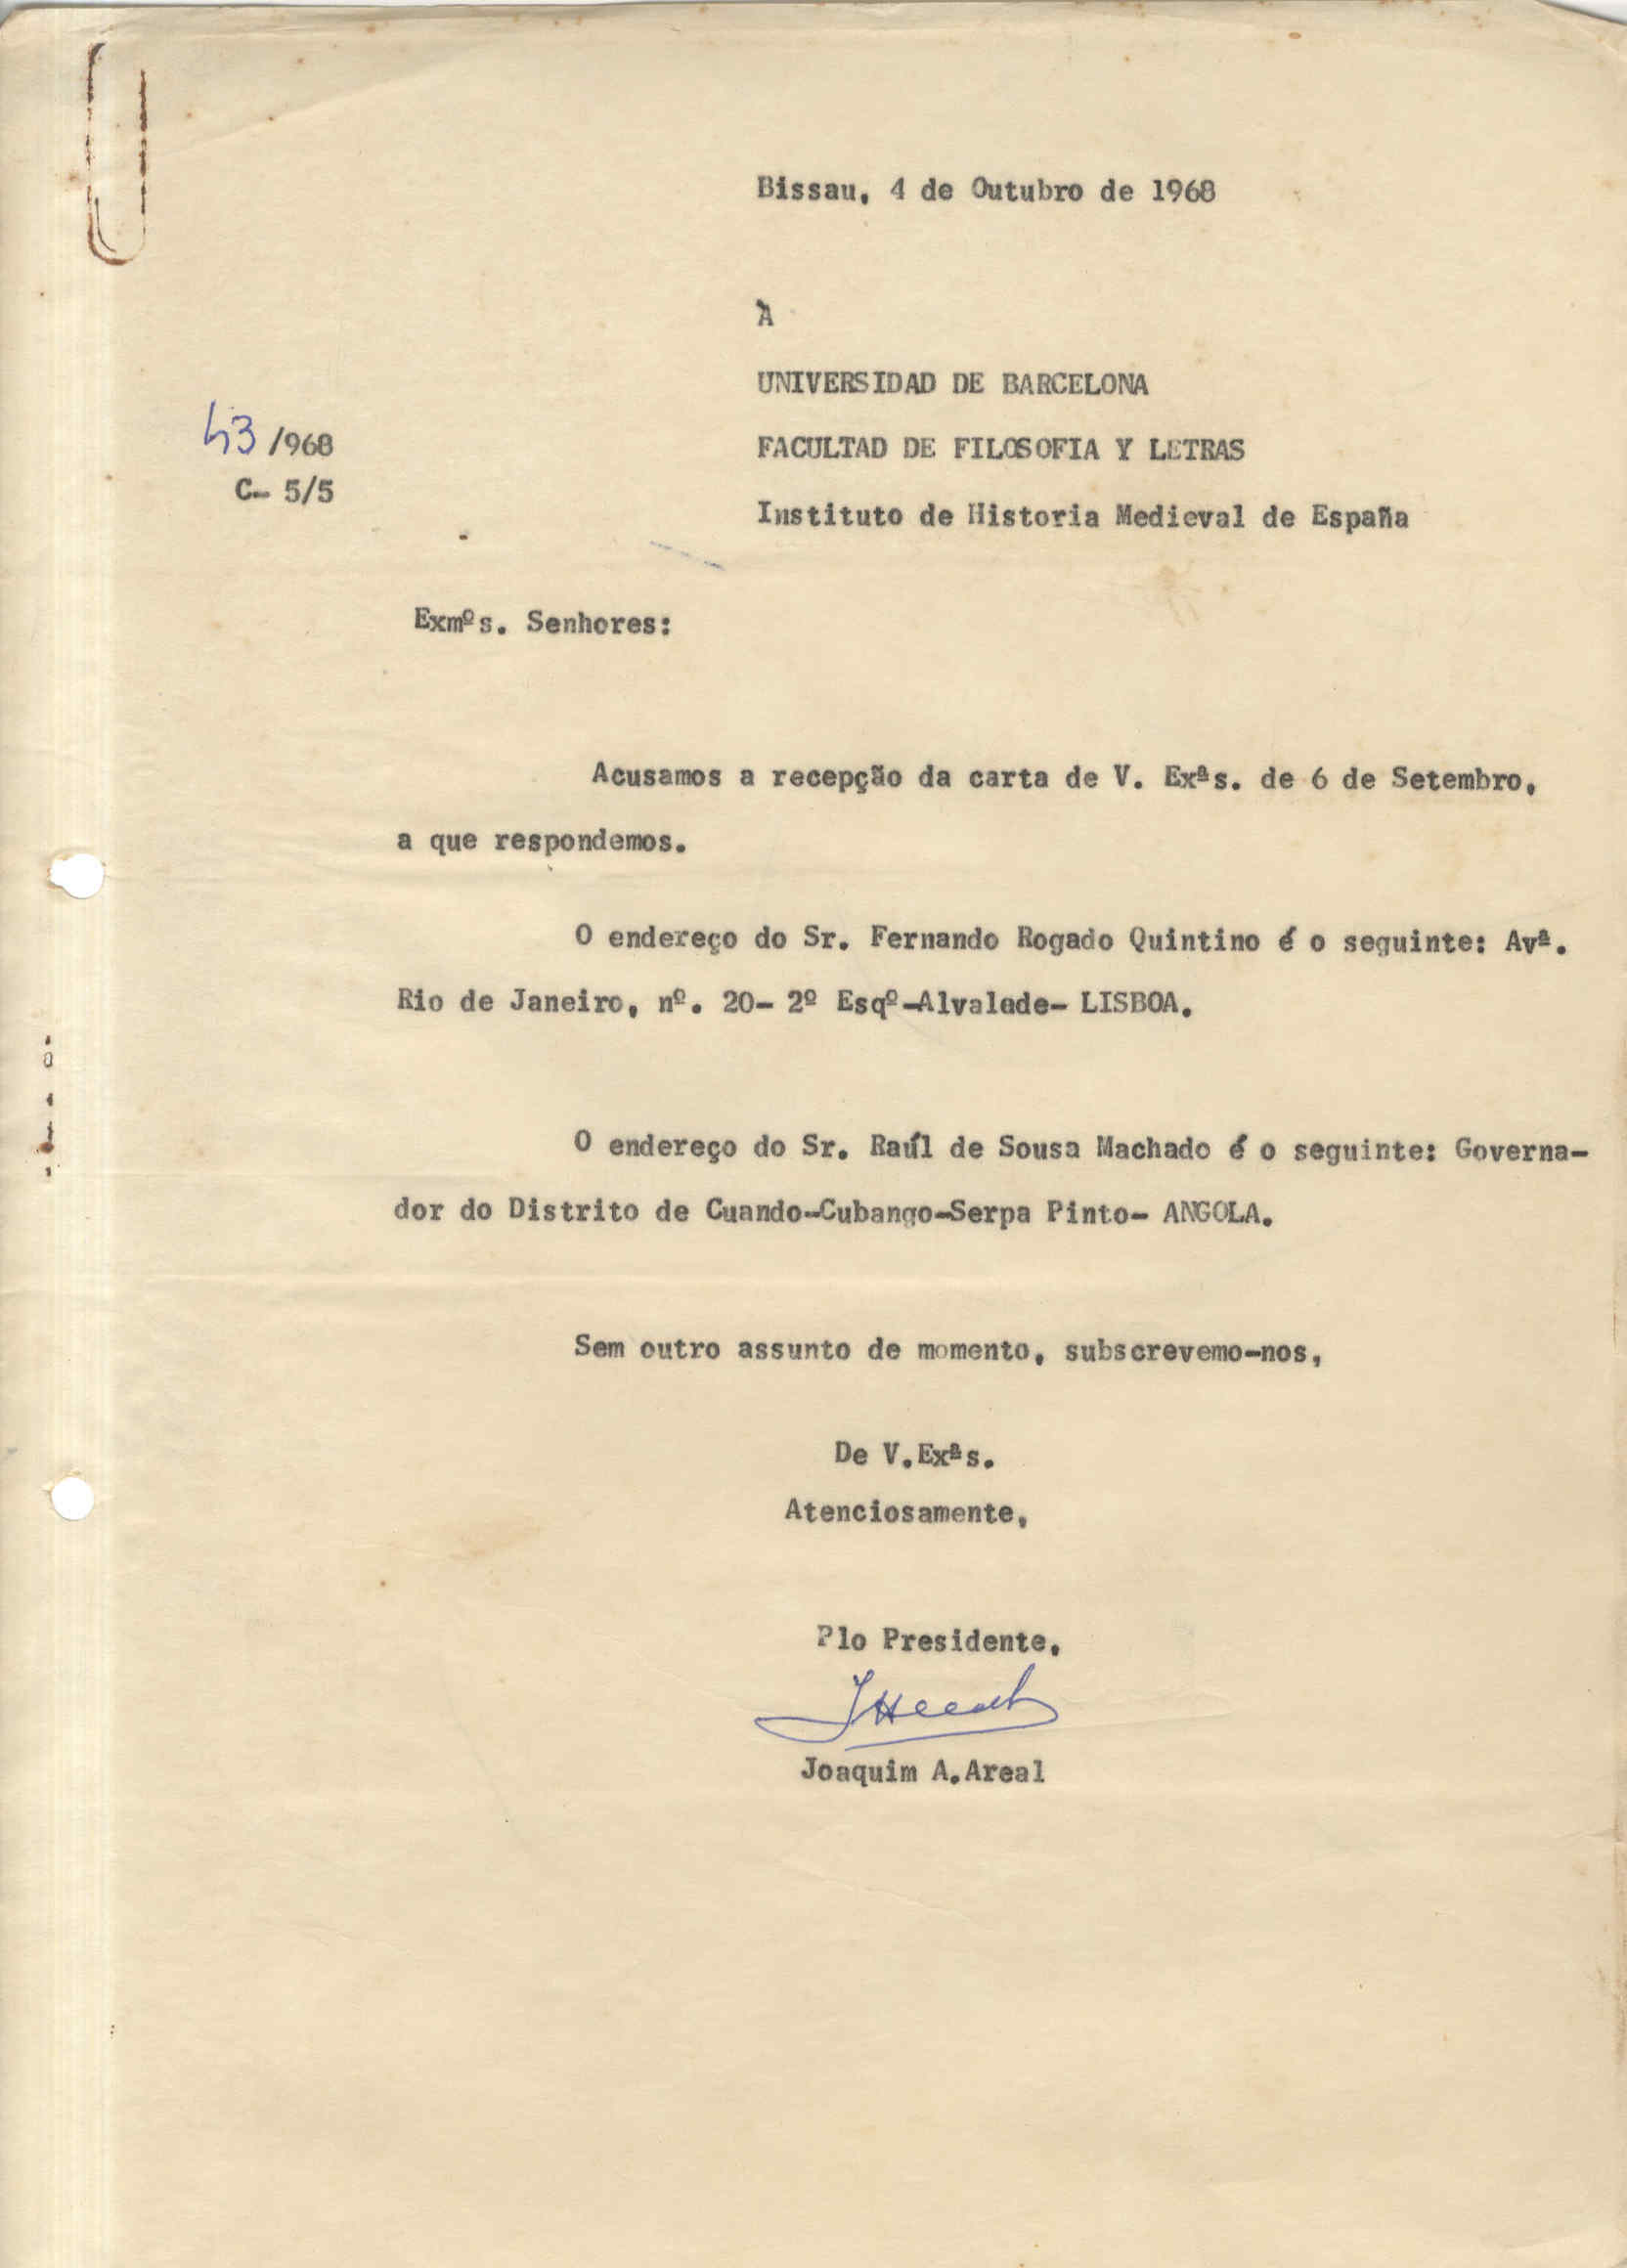 Bissau, 4 de Outubro de 1968
À
UNIVERSIDAD DE BARCELONA
43/968
FACULTAD DE FILOSOFIA Y LETRAS
C- 5/5
Instituto de Historia Medieval de España
Exmºs. Senhores:
Acusamos a recepção da carta de V. Exªs. de 6 de Setembro,
a que respondemos.
O endereço do Sr. Fernando Rogado Quintino é o seguinte: Avª.
Rio de Janeiro, nº. 20- 2º Esqº-Alvalade- LISBOA.
O endereço do Sr. Raúl de Sousa Machado é o seguinte: Governa-
dor do Distrito de Cuando-Cubango-Serpa Pinto- ANGOLA.
Sem outro assunto de momento, subscrevemo-nos,
De V.Exªs.
Atenciosamente,
Plo Presidente,
Joaquim A.Areal